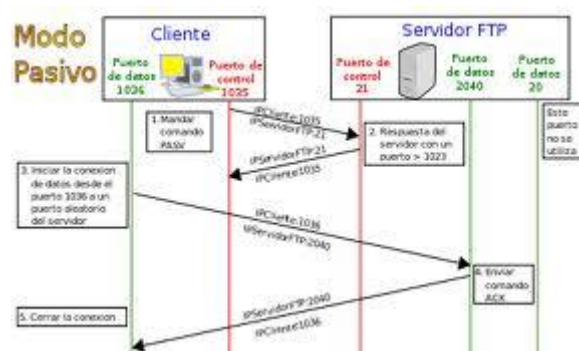 Modo
Pasivo
Cliente
Puerto
de datos
1036
Puerto de
control
1035
Servidor FTP
Puerto de
control
21
Puerto
de datos
2040
Puerto
de datos
20
1. Mandar
comando
PASV
IPCliente:1035
IPServidorFTP:21
2. Respuesta del
servidor con un
puerto > 1023
Este
puerto
no se
utiliza
IPServidorFTP:21
IPCliente:1035
3. Iniciar la conexion
de datos desde el
puerto 1036 a un
puerto aleatorio
del servidor
IPCliente:1036
IPServidorFTP:2040
4. Enviar
comando
ACK
IPServidorFTP:2040
IPCliente:1036
5. Cerrar la conexion